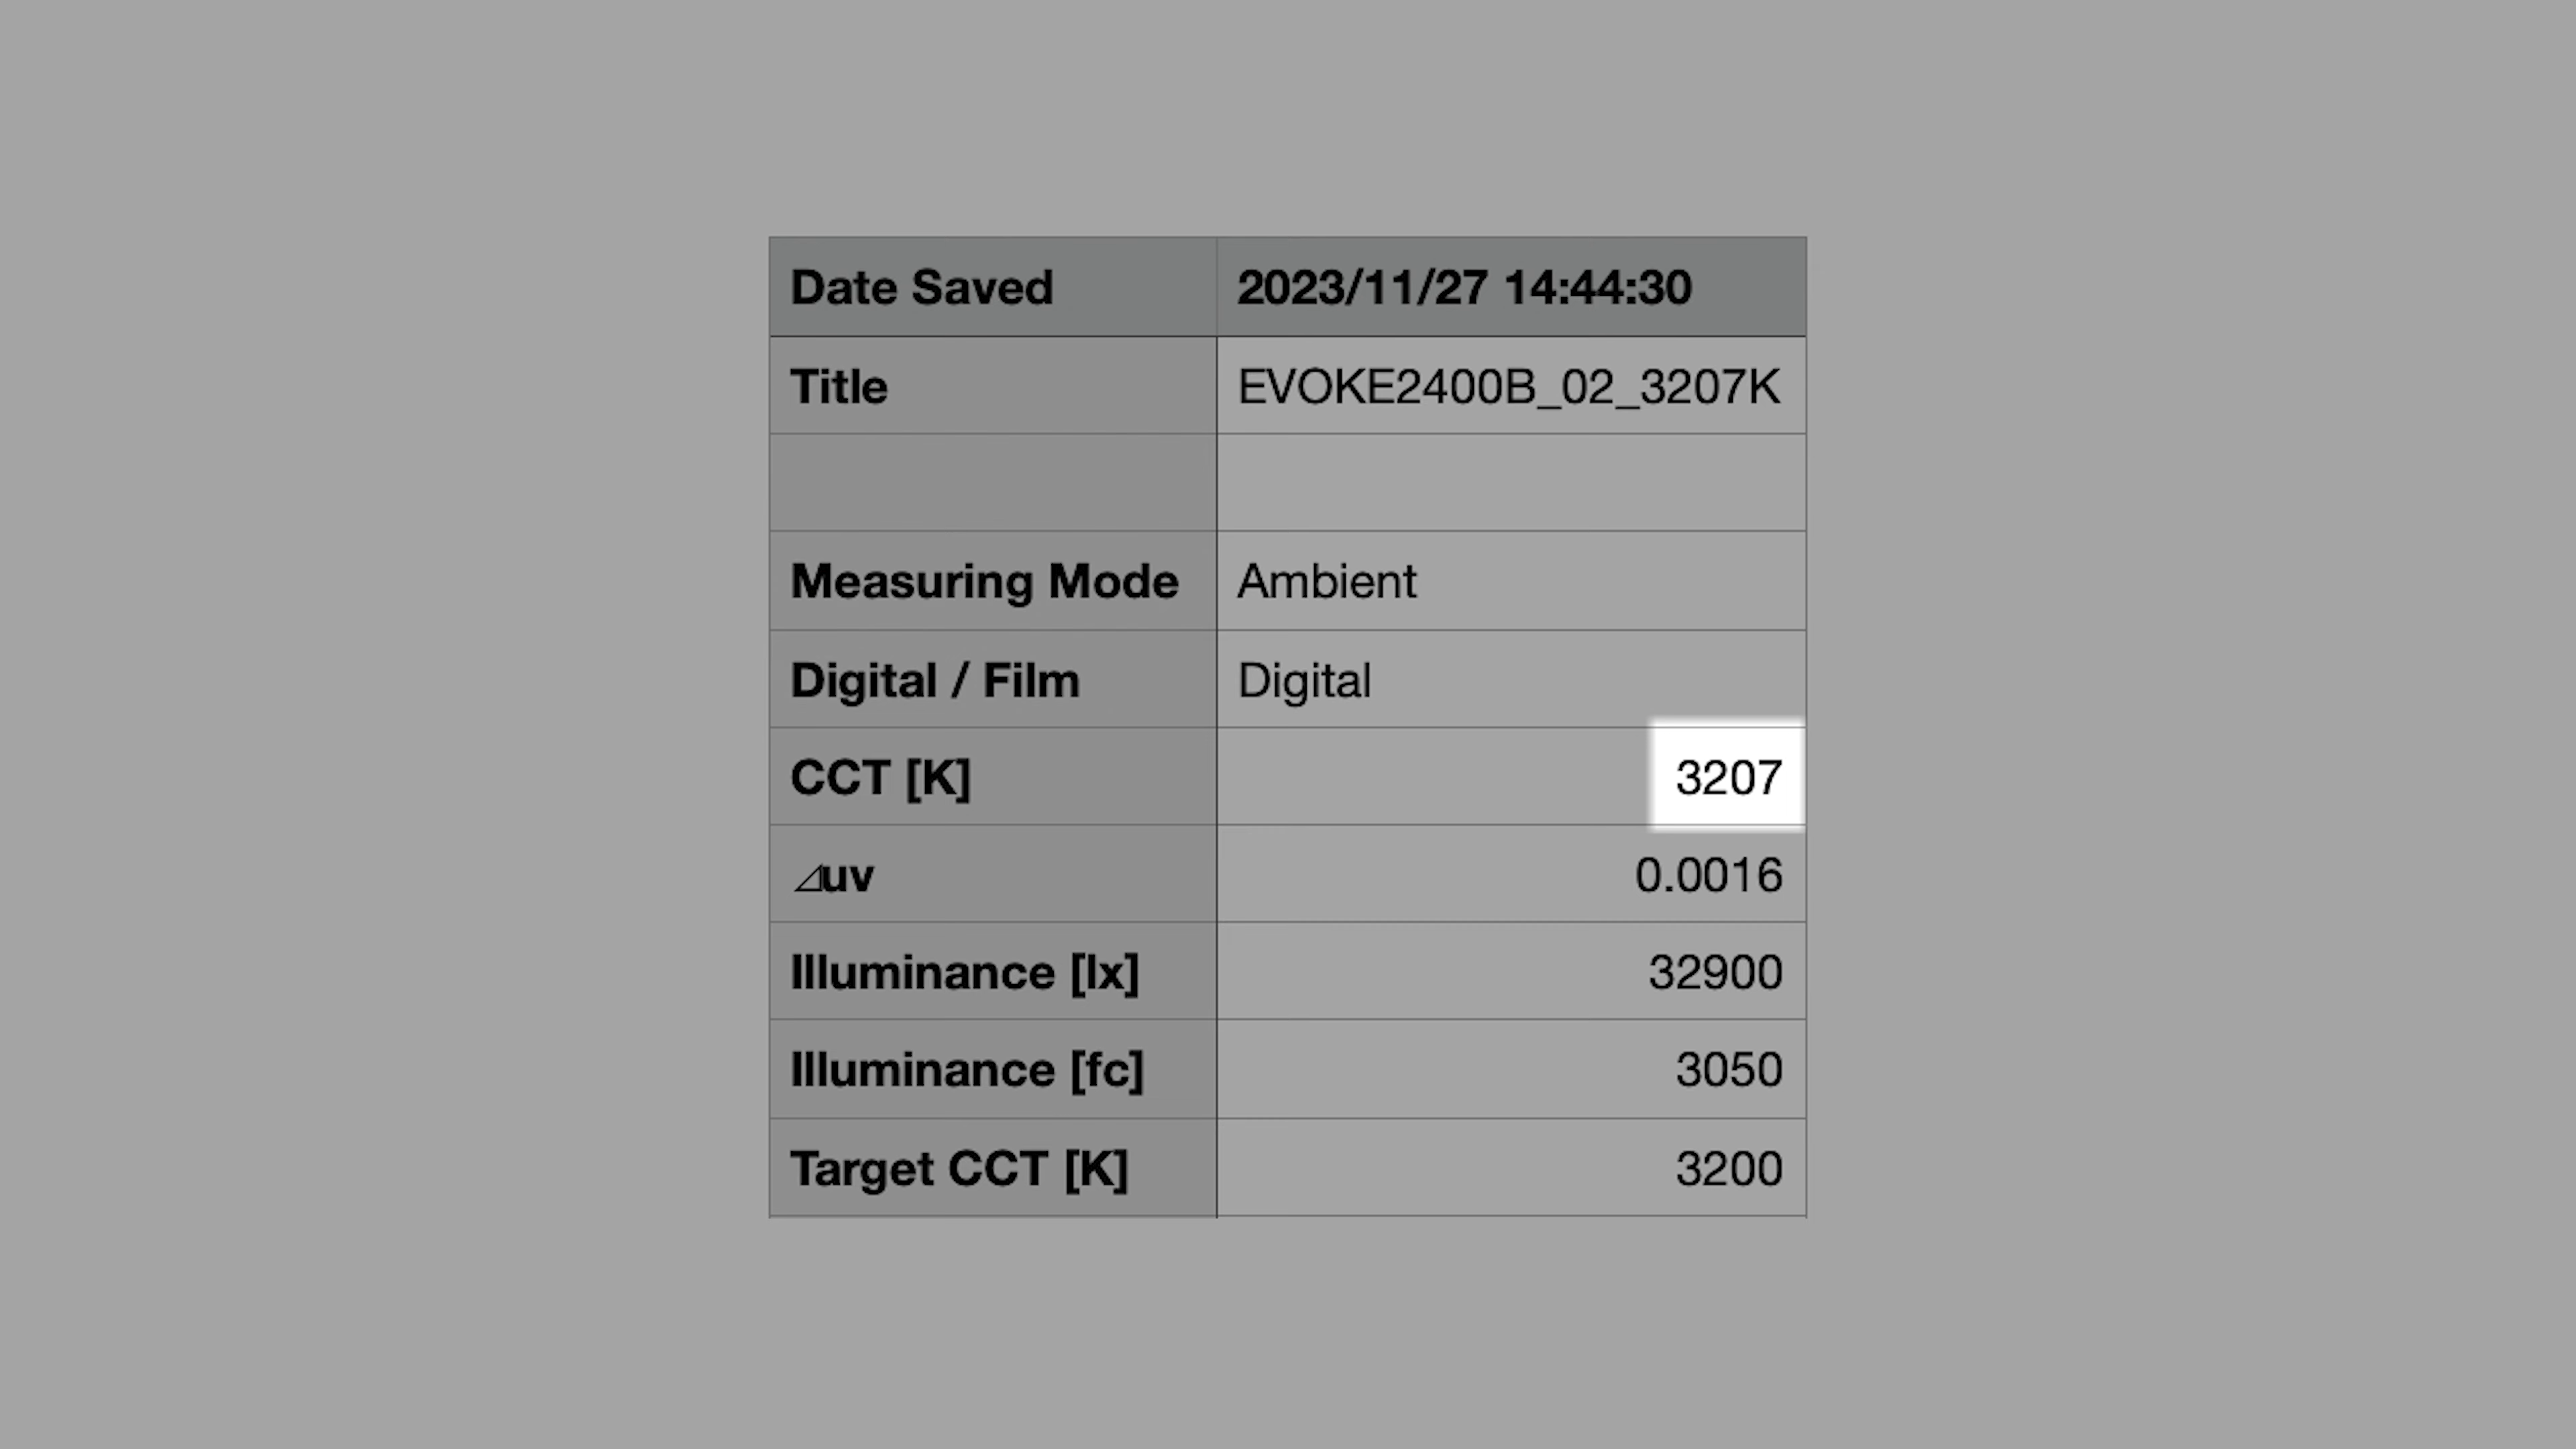 Date Saved 2023/11/27 14:44:30
Title EVOKE2400B_02_3207K
Measuring Mode Ambient
Digital / Film Digital
CCT [K] 3207
⊿uv 0.0016
Illuminance [lx] 32900
Illuminance [fc] 3050
Target CCT [K] 3200